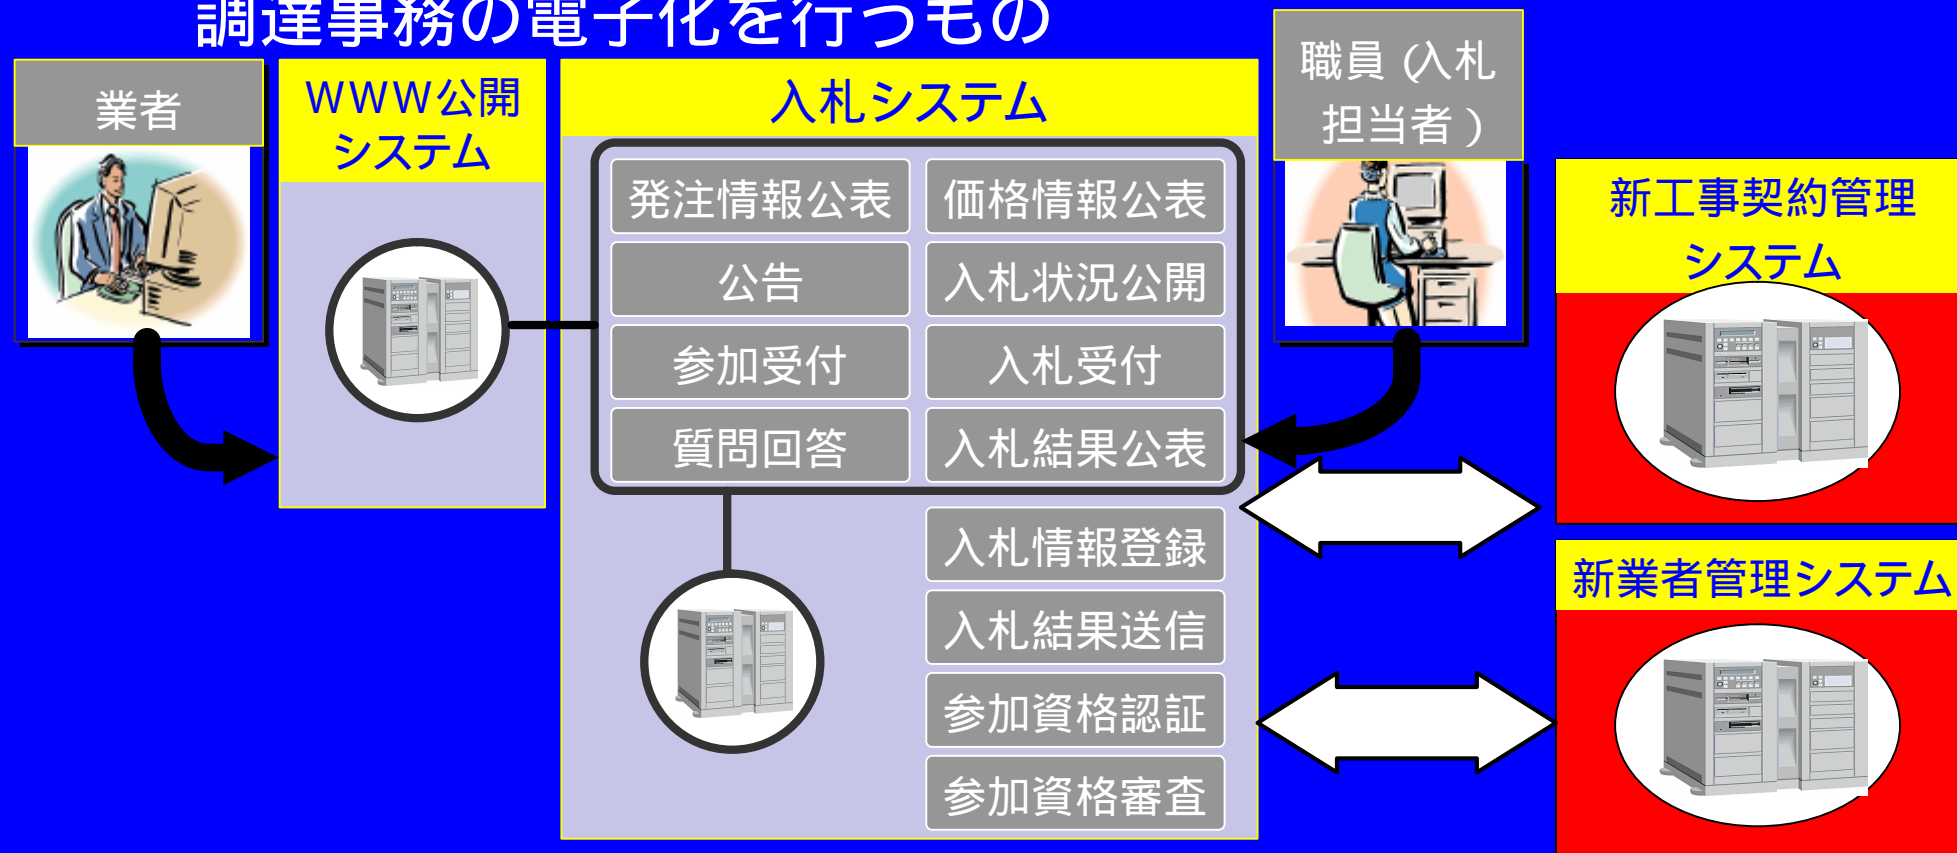 調達事務の電子化を行うもの
業者
WWW公開
システム
入札システム
職員(入札
担当者)
発注情報公表
価格情報公表
公告
入札状況公開
参加受付
入札受付
質問回答
入札結果公表
入札情報登録
入札結果送信
参加資格認証
参加資格審査
新工事契約管理
システム
新業者管理システム